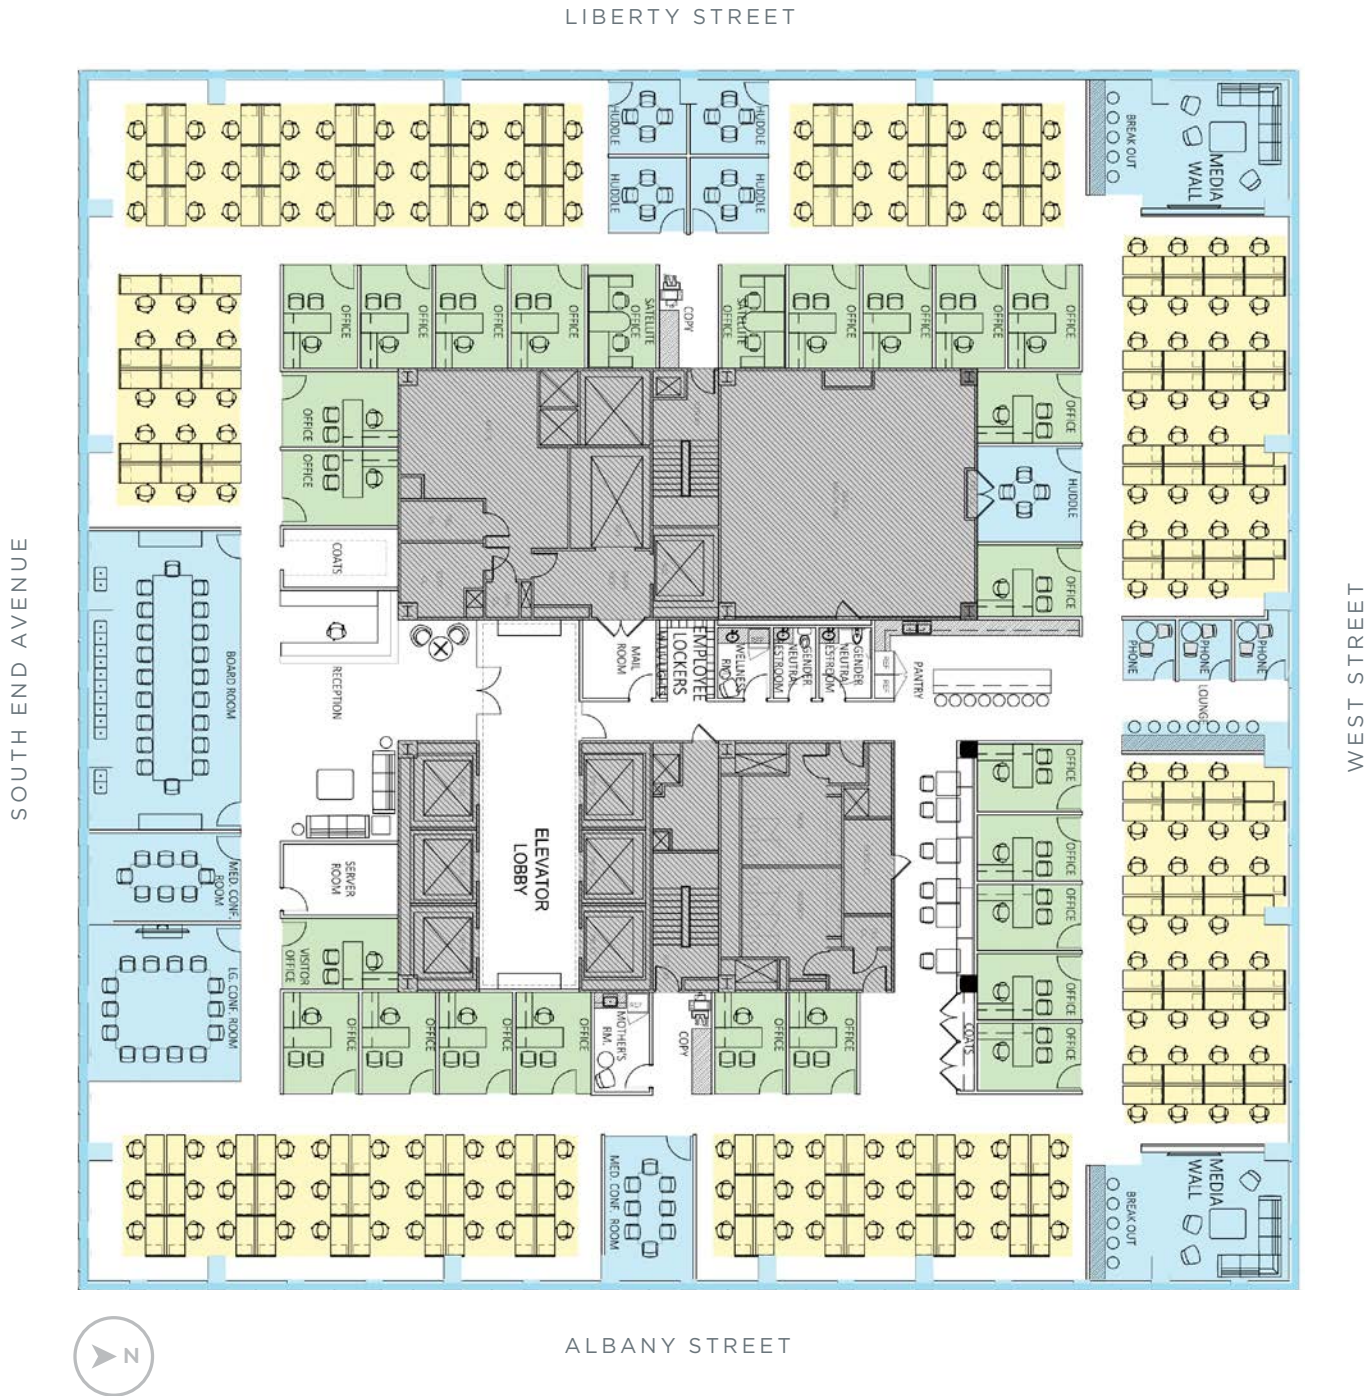 LIBERTY STREET
HUDDLE
HUDDLE
BREAK OUT
MEDIA
WALL
HUDDLE
HUDDLE
OFFICE
OFFICE
OFFICE
OFFICE
SATELLITE
OFFICE
COPY
SATELLITE
OFFICE
OFFICE
OFFICE
OFFICE
OFFICE
OFFICE
OFFICE
OFFICE
HUDDLE
COATS
OFFICE
SOUTH END AVENUE
WEST STREET
BOARD ROOM
RECEPTION
MAIL
ROOM
EMPLOYEE
LOCKERS
WELLNESS
RM
GENDER
NEUTRAL
RESTROOM
GENDER
NEUTRAL
RESTROOM
REF
REF
PANTRY
PHONE
PHONE
PHONE
LOUNGE
OFFICE
ELEVATOR
LOBBY
OFFICE
MED. CONF.
ROOM
SERVER
ROOM
OFFICE
VISITOR
OFFICE
OFFICE
LG. CONF. ROOM
OFFICE
OFFICE
OFFICE
OFFICE
MOTHER'S
RM.
COPY
OFFICE
OFFICE
COATS
OFFICE
MED. CONF. ROOM
BREAK OUT
MEDIA
WALL
N
ALBANY STREET